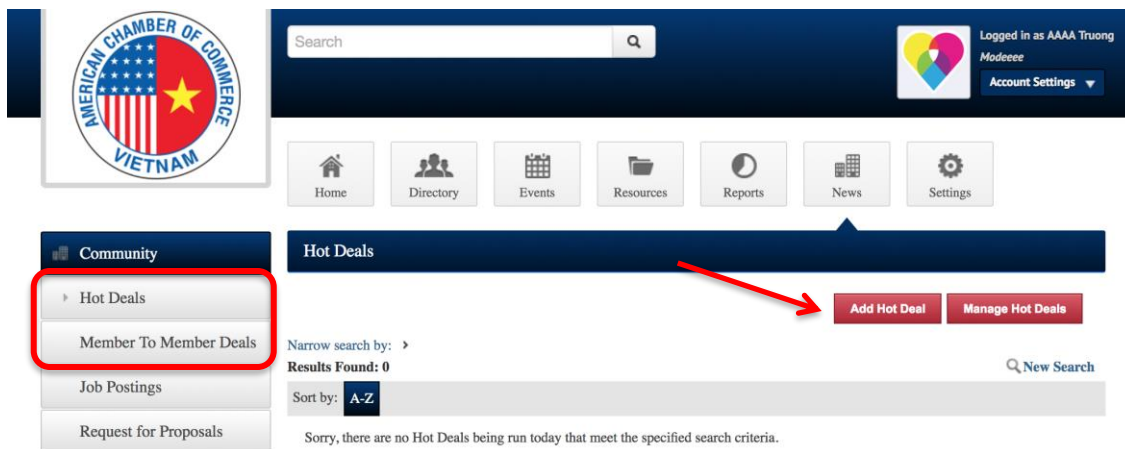 AMERICAN CHAMBER OF COMMERCE
VIETNAM
Search
Logged in as AAAA Truong
Modeeee
Account Settings
Home
Directory
Events
Resources
Reports
News
Settings
Community
Hot Deals
Member To Member Deals
Job Postings
Request for Proposals
Hot Deals
Add Hot Deal
Manage Hot Deals
Narrow search by:
Results Found: 0
New Search
Sort by: A-Z
Sorry, there are no Hot Deals being run today that meet the specified search criteria.